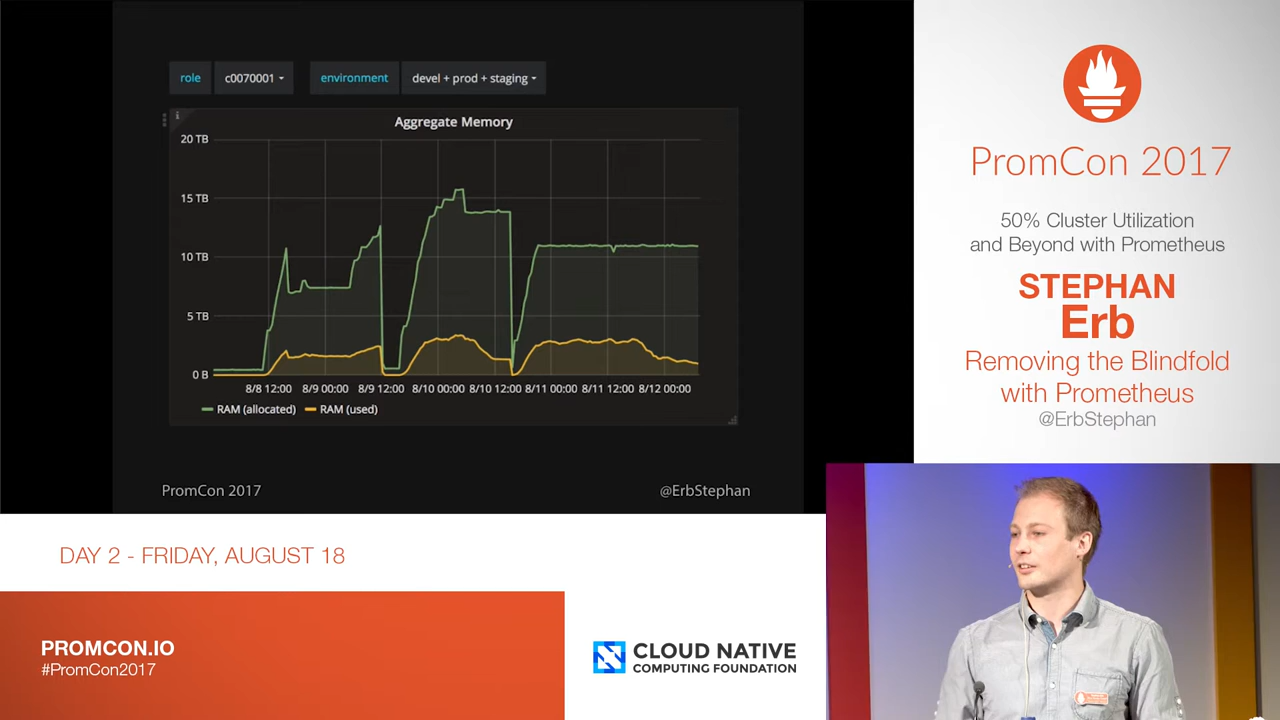 role
c0070001
environment
devel + prod + staging
i
Aggregate Memory
20 TB
15 TB
10 TB
5 TB
0 B
8/8 12:00 8/9 00:00 8/9 12:00 8/10 00:00 8/10 12:00 8/11 00:00 8/11 12:00 8/12 00:00
RAM (allocated) RAM (used)
PromCon 2017
@ErbStephan
PromCon 2017
50% Cluster Utilization
and Beyond with Prometheus
STEPHAN
Erb
Removing the Blindfold
with Prometheus
@ErbStephan
DAY 2 - FRIDAY, AUGUST 18
PROMCON.IO
#PromCon2017
CLOUD NATIVE
COMPUTING FOUNDATION